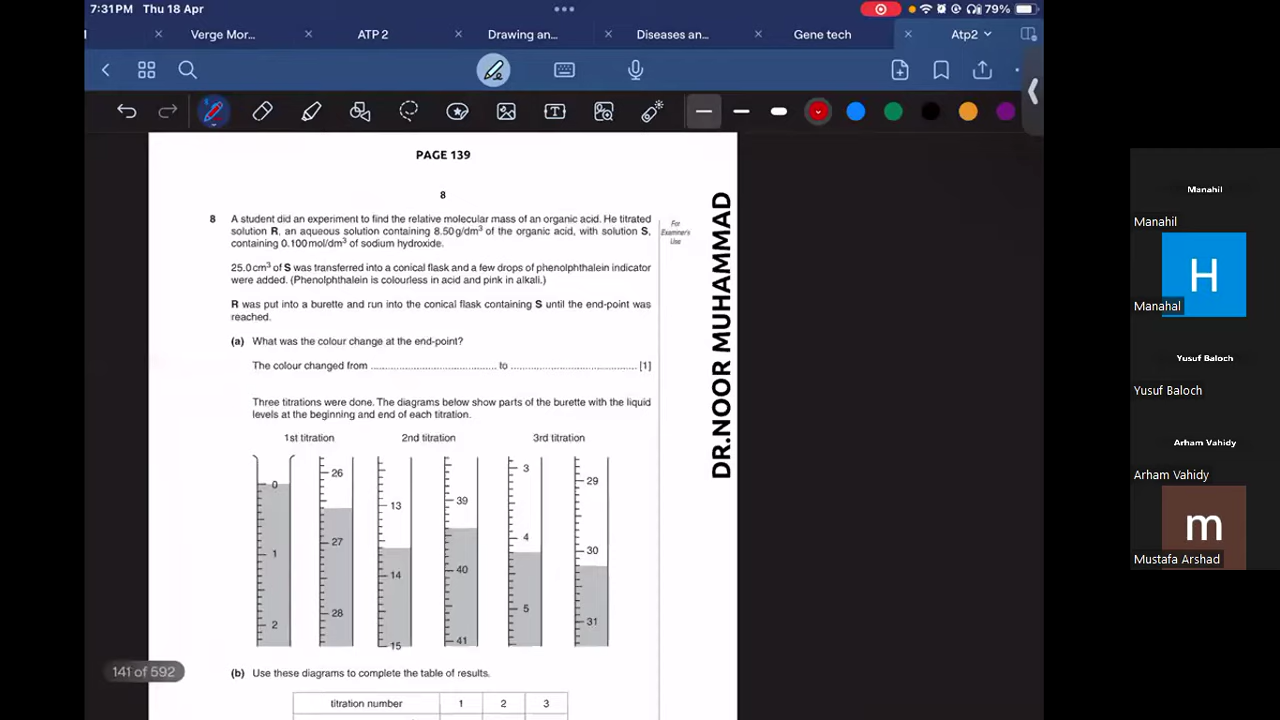 7:31PM Thu 18 Apr
79%
Verge Mor...
ATP 2
Drawing an...
Diseases an...
Gene tech
Atp2
PAGE 139
8
8 A student did an experiment to find the relative molecular mass of an organic acid. He titrated
solution R, an aqueous solution containing 8.50 g/dm³ of the organic acid, with solution S,
containing 0.100 mol/dm³ of sodium hydroxide.
For
Examiner's
Use
25.0 cm³ of S was transferred into a conical flask and a few drops of phenolphthalein indicator
were added. (Phenolphthalein is colourless in acid and pink in alkali.)
R was put into a burette and run into the conical flask containing S until the end-point was
reached.
(a) What was the colour change at the end-point?
The colour changed from ........................................ to ........................................ [1]
Three titrations were done. The diagrams below show parts of the burette with the liquid
levels at the beginning and end of each titration.
1st titration 2nd titration 3rd titration
0
1
2
26
27
28
13
14
15
39
40
41
3
4
5
29
30
31
(b) Use these diagrams to complete the table of results.
titration number 1 2 3
141 of 592
DR.NOOR MUHAMMAD
Manahil
Manahil
H
Manahal
Yusuf Baloch
Yusuf Baloch
Arham Vahidy
Arham Vahidy
m
Mustafa Arshad